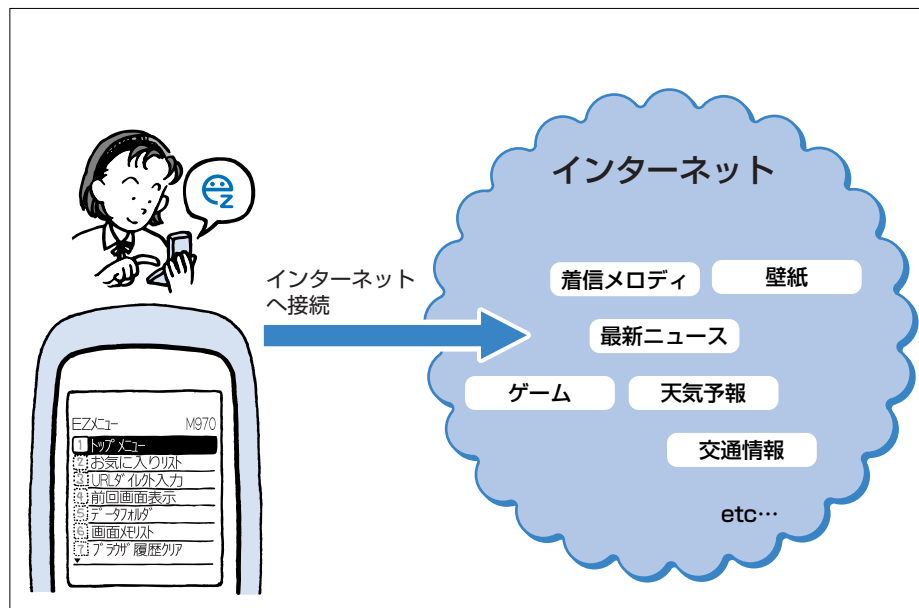 インターネット
ez
着信メロディ
壁紙
インターネット
へ接続
最新ニュース
ゲーム
天気予報
交通情報
etc…
EZメニュー M970
1 トップメニュー
2 お気に入りリスト
3 URLダイレクト入力
4 前回画面表示
5 データフォルダ
6 画面メモリスト
7 ブラウザ履歴クリア